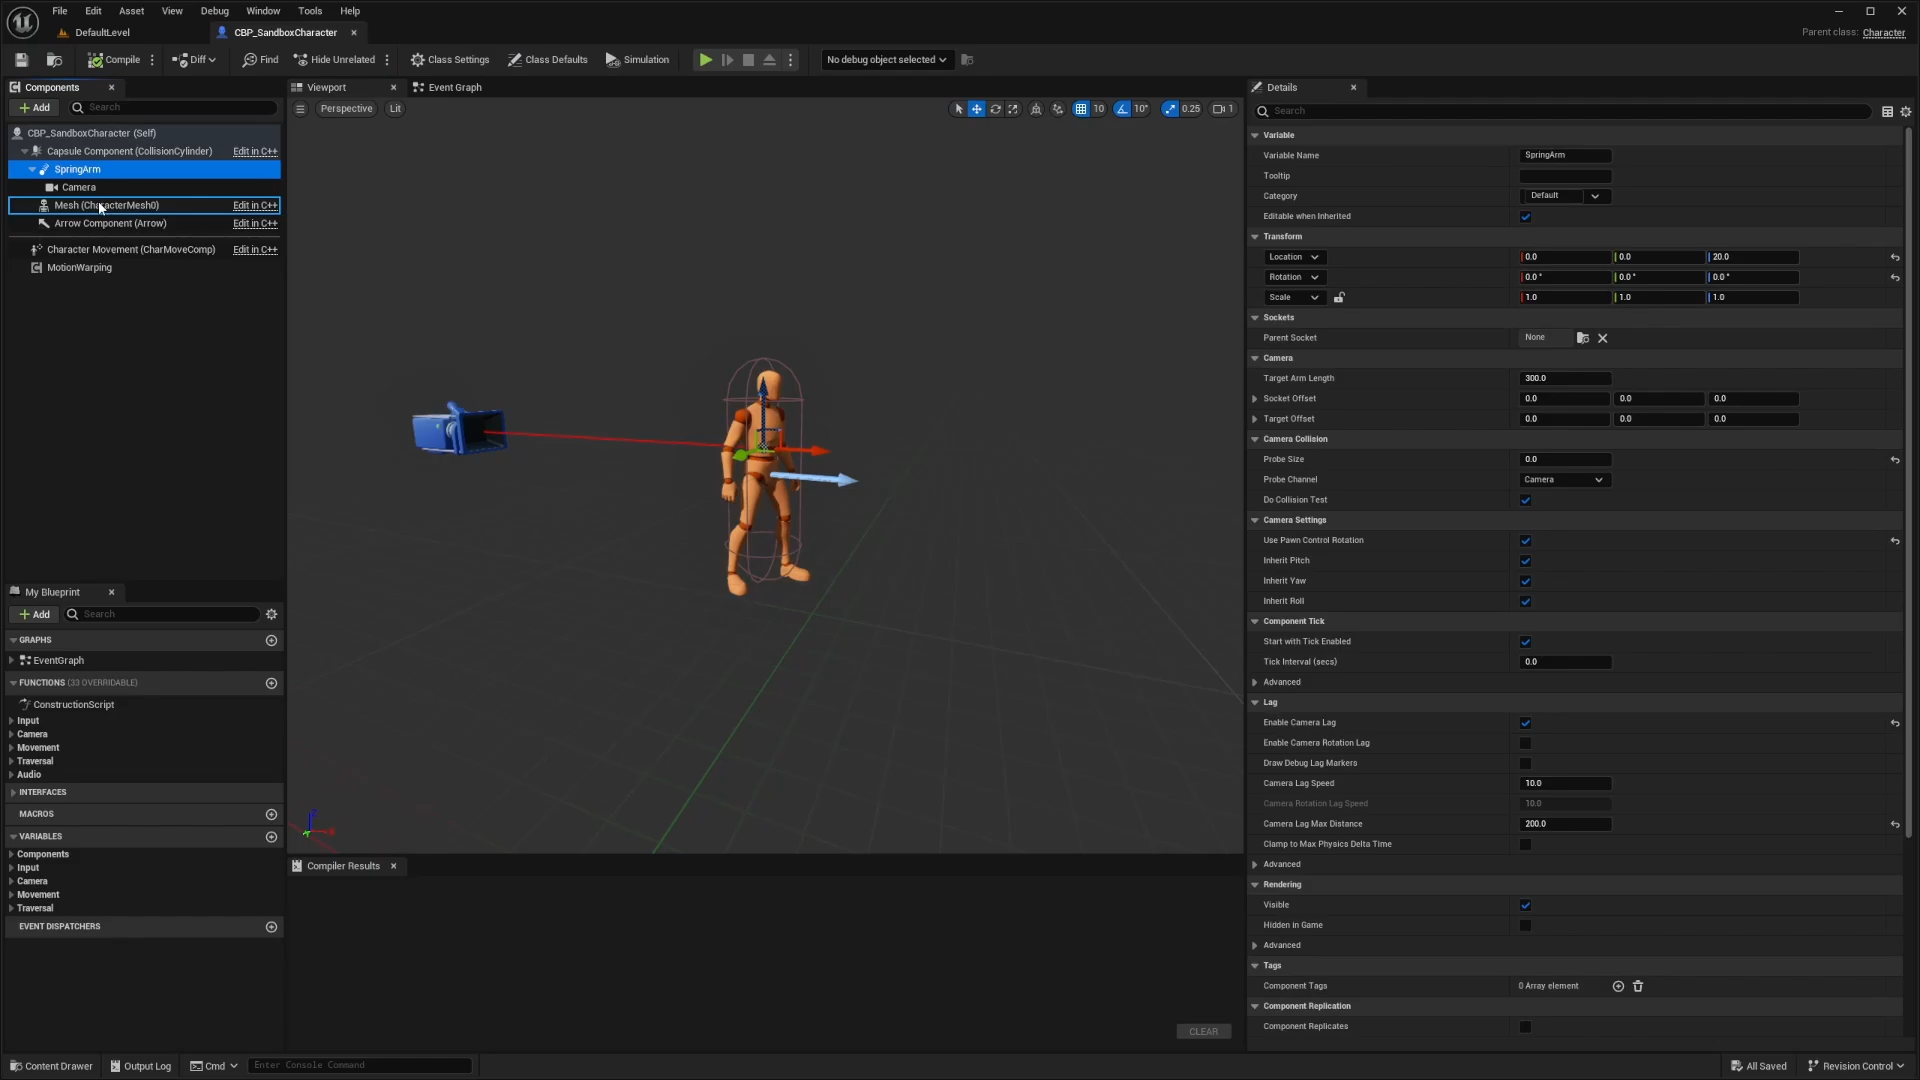 File Edit Asset View Debug Window Tools Help
DefaultLevel CBP_SandboxCharacter
Parent class: Character
Compile Diff Find Hide Unrelated Class Settings Class Defaults Simulation No debug object selected
Components
Add Search
CBP_SandboxCharacter (Self)
Capsule Component (CollisionCylinder) Edit in C++
SpringArm
Camera
Mesh (CharacterMesh0) Edit in C++
Arrow Component (Arrow) Edit in C++
Character Movement (CharMoveComp) Edit in C++
MotionWarping
My Blueprint
Add Search
GRAPHS
EventGraph
FUNCTIONS (33 OVERRIDABLE)
ConstructionScript
Input
Camera
Movement
Traversal
Audio
INTERFACES
MACROS
VARIABLES
Components
Input
Camera
Movement
Traversal
EVENT DISPATCHERS
Viewport Event Graph
Perspective Lit 10 10° 0.25 1
Z
Compiler Results
CLEAR
Details
Search
Variable
Variable Name SpringArm
Tooltip
Category Default
Editable when Inherited
Transform
Location 0.0 0.0 20.0
Rotation 0.0 ° 0.0 ° 0.0 °
Scale 1.0 1.0 1.0
Sockets
Parent Socket None
Camera
Target Arm Length 300.0
Socket Offset 0.0 0.0 0.0
Target Offset 0.0 0.0 0.0
Camera Collision
Probe Size 0.0
Probe Channel Camera
Do Collision Test
Camera Settings
Use Pawn Control Rotation
Inherit Pitch
Inherit Yaw
Inherit Roll
Component Tick
Start with Tick Enabled
Tick Interval (secs) 0.0
Advanced
Lag
Enable Camera Lag
Enable Camera Rotation Lag
Draw Debug Lag Markers
Camera Lag Speed 10.0
Camera Rotation Lag Speed 10.0
Camera Lag Max Distance 200.0
Clamp to Max Physics Delta Time
Advanced
Rendering
Visible
Hidden in Game
Advanced
Tags
Component Tags 0 Array element
Component Replication
Component Replicates
Content Drawer Output Log Cmd Enter Console Command All Saved Revision Control